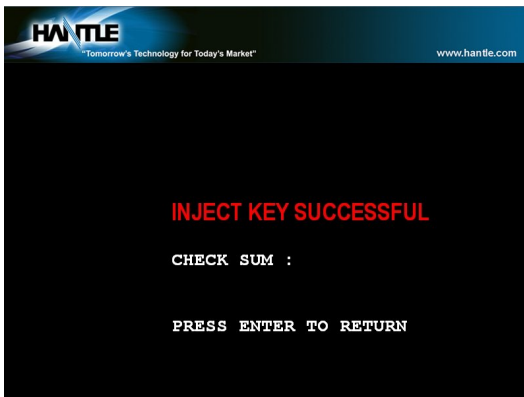 HANTLE
"Tomorrow's Technology for Today's Market"
www.hantle.com
INJECT KEY SUCCESSFUL
CHECK SUM :
PRESS ENTER TO RETURN